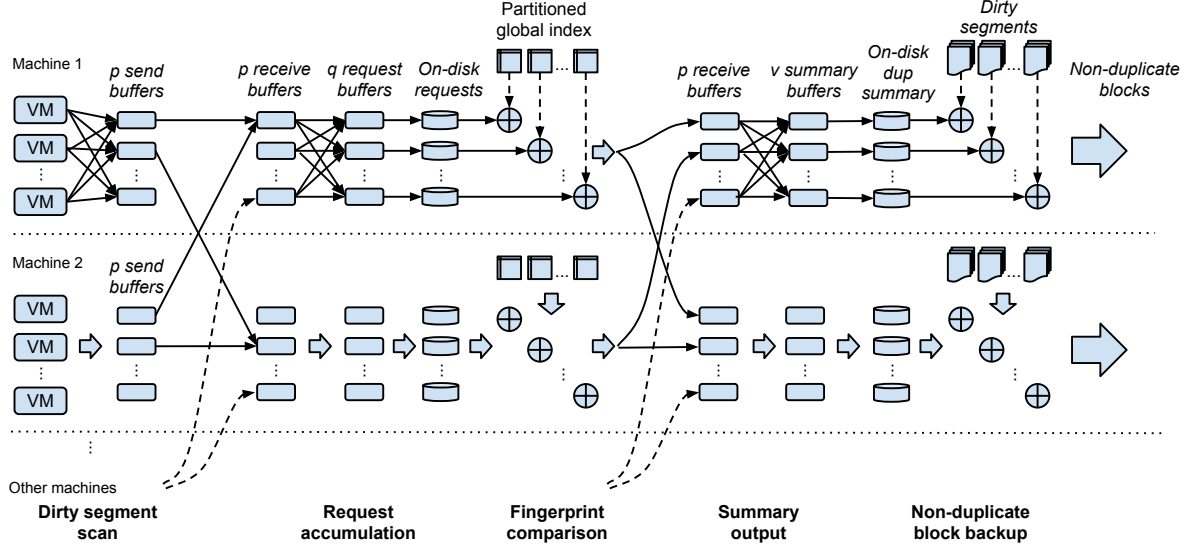 Partitioned
global index
Dirty
segments
Machine 1
p send
buffers
p receive
buffers
q request
buffers
On-disk
requests
p receive
buffers
v summary
buffers
On-disk
dup
summary
Non-duplicate
blocks
VM
VM
VM
Machine 2
p send
buffers
VM
VM
VM
Other machines
Dirty segment
scan
Request
accumulation
Fingerprint
comparison
Summary
output
Non-duplicate
block backup